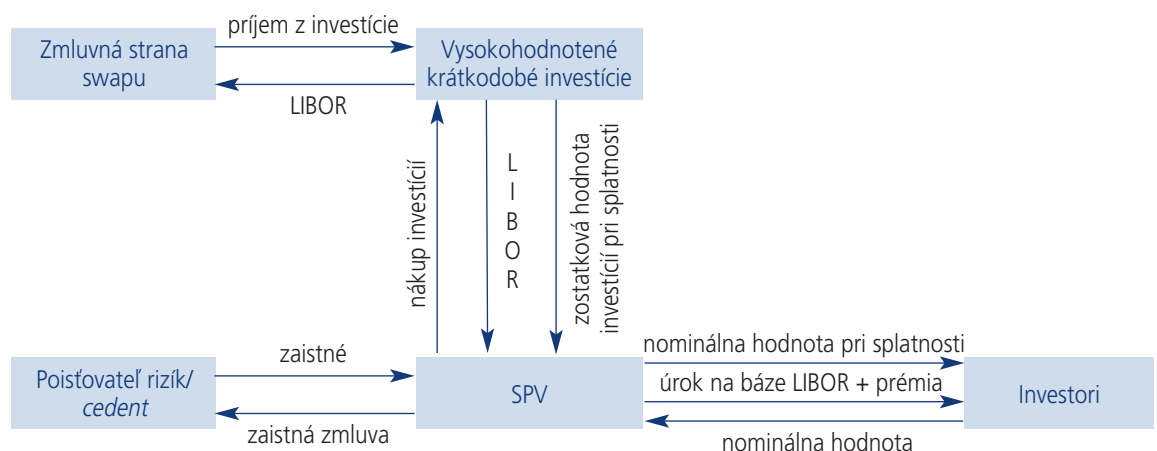 príjem z investície
Zmluvná strana
swapu
Vysokohodnotené
krátkodobé investície
LIBOR
nákup investícií
L
I
B
O
R
zostatková hodnota
investícií pri splatnosti
zaistné
Poisťovateľ rizík/
cedent
zaistná zmluva
SPV
nominálna hodnota pri splatnosti
úrok na báze LIBOR + prémia
nominálna hodnota
Investori